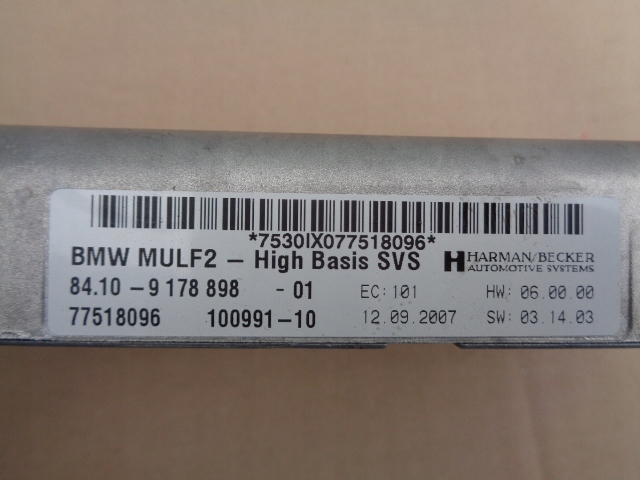 *7530IX077518096*
BMW MULF2 - High Basis SVS HARMAN/BECKER
AUTOMOTIVE SYSTEMS
84.10 - 9 178 898 - 01 EC: 101 HW: 06.00.00
77518096 100991-10 12.09.2007 SW: 03.14.03